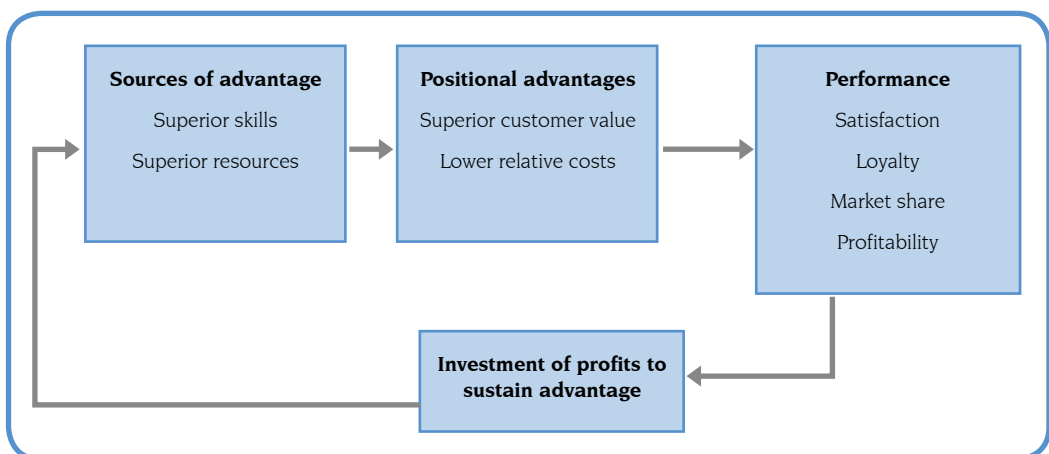 Sources of advantage
Superior skills
Superior resources
Positional advantages
Superior customer value
Lower relative costs
Performance
Satisfaction
Loyalty
Market share
Profitability
Investment of profits to
sustain advantage